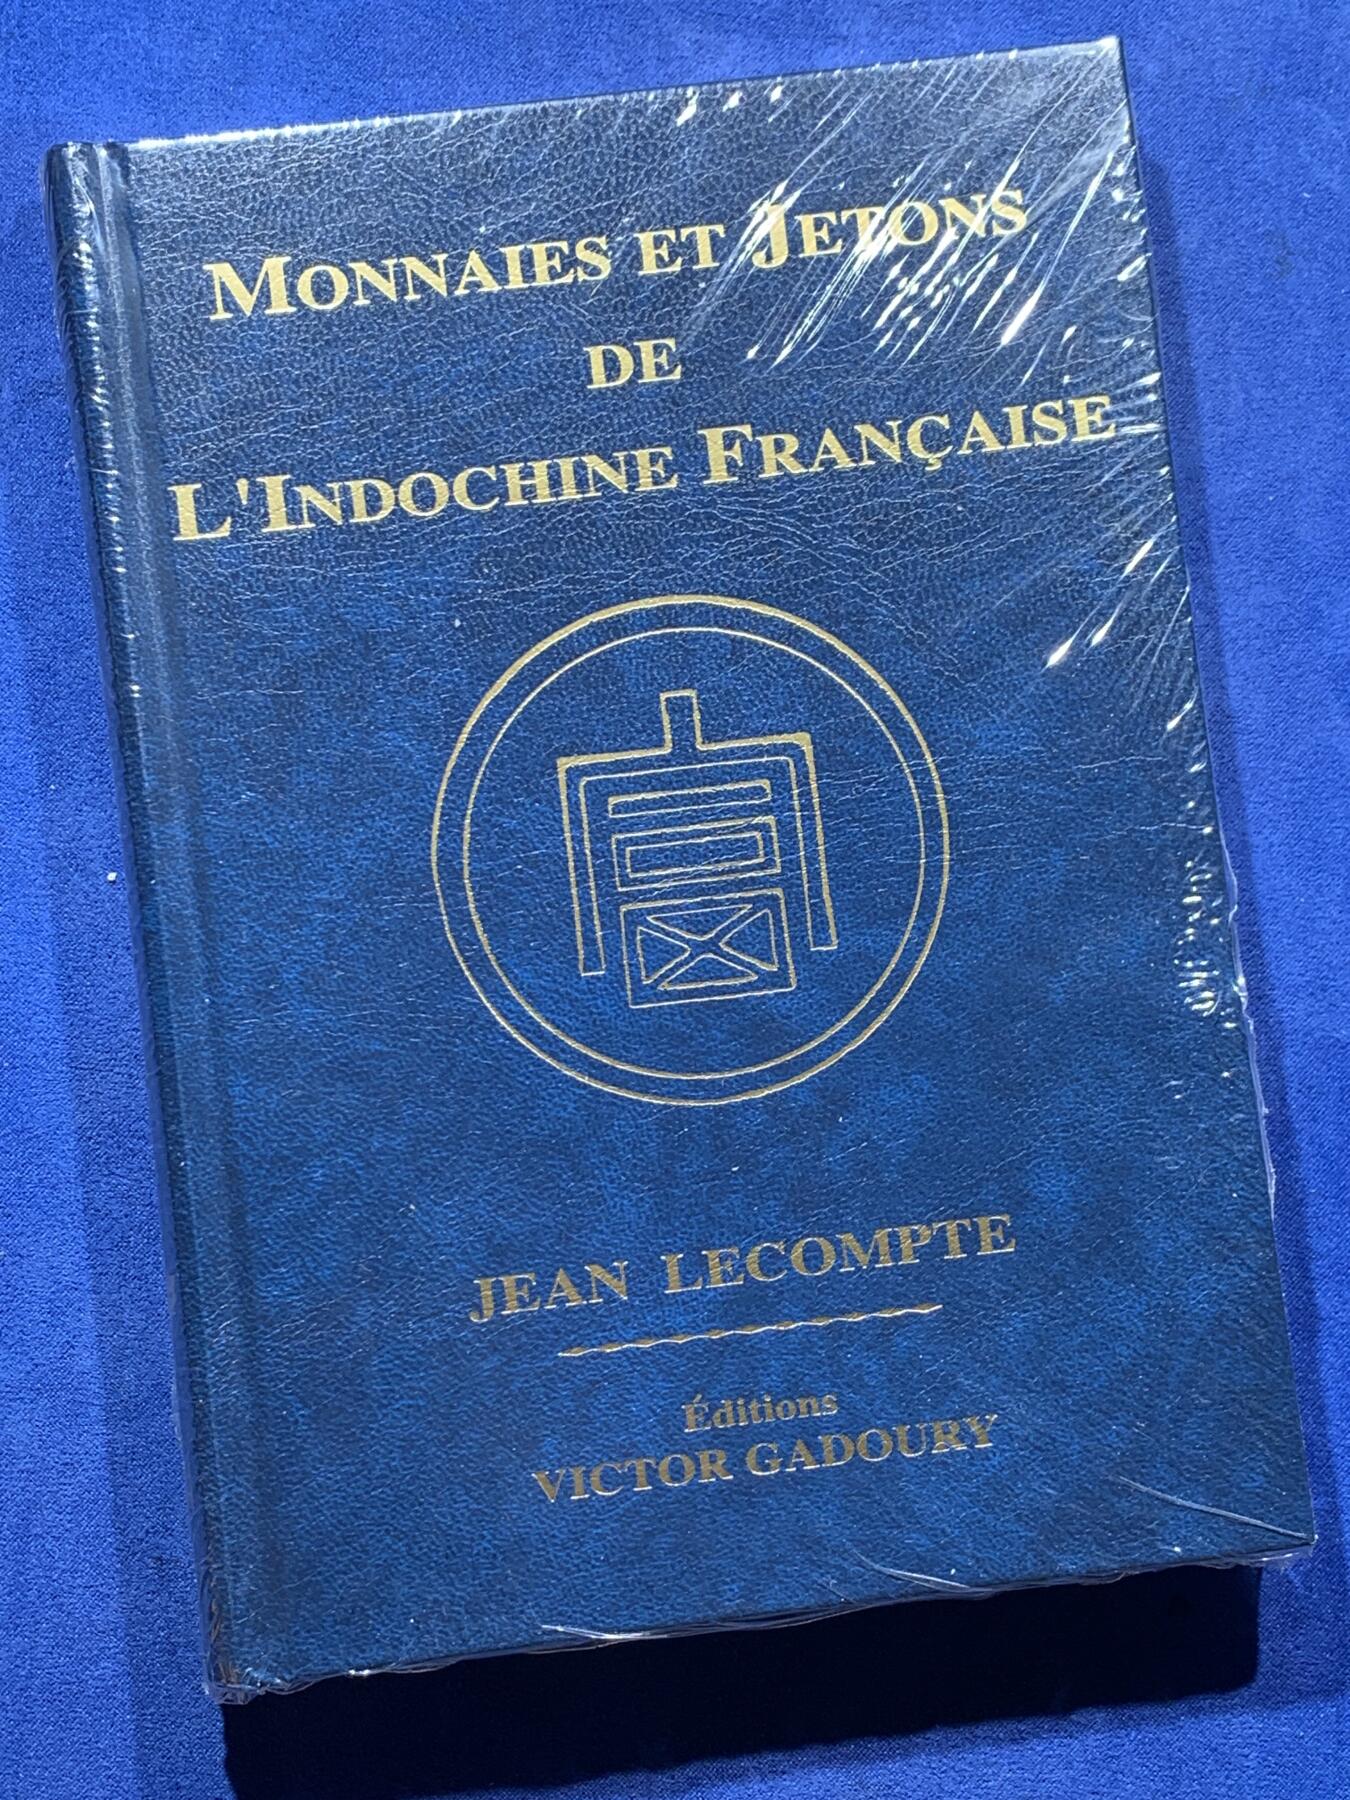 MONNAIES ET JETONS
DE
L'INDOCHINE FRANÇAISE
JEAN LECOMPTE
Éditions
VICTOR GADOURY